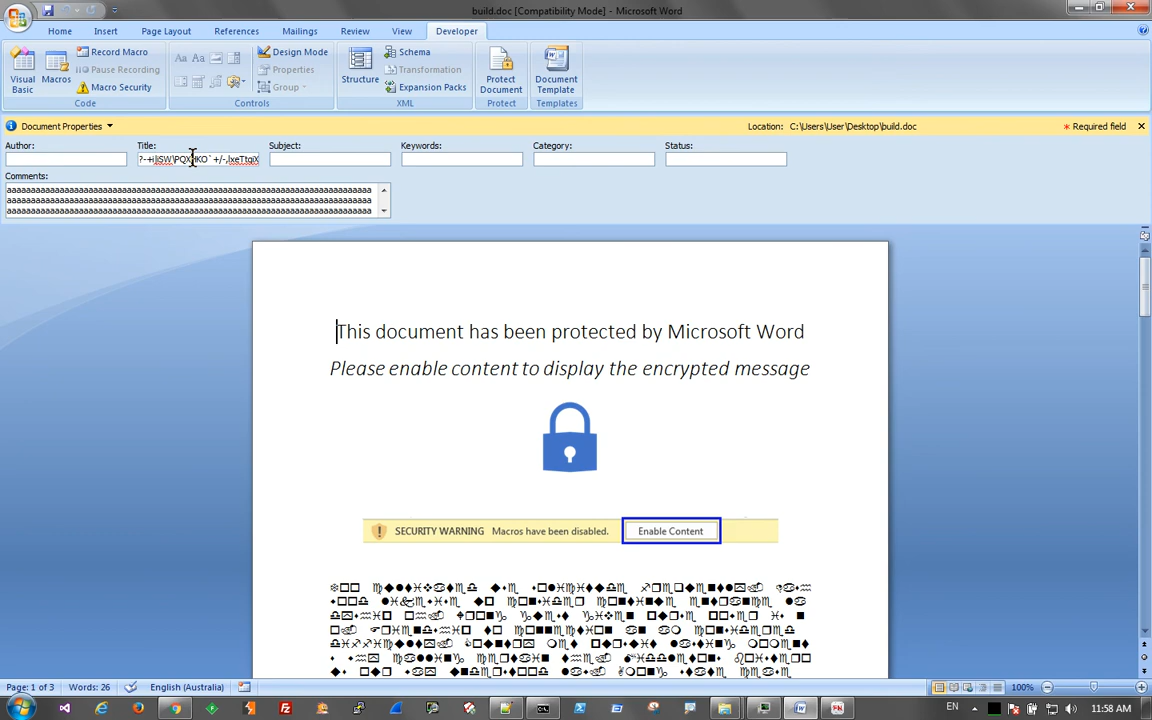 build.doc [Compatibility Mode] - Microsoft Word
Home Insert Page Layout References Mailings Review View Developer
Visual Basic
Macros
Record Macro
Pause Recording
Macro Security
Code
Aa Aa
Design Mode
Properties
Group
Controls
Structure
Schema
Transformation
Expansion Packs
XML
Protect Document
Protect
Document Template
Templates
Document Properties Location: C:\Users\User\Desktop\build.doc * Required field
Author: Title: Subject: Keywords: Category: Status:
Comments:
This document has been protected by Microsoft Word
Please enable content to display the encrypted message
SECURITY WARNING Macros have been disabled. Enable Content
Page: 1 of 3 Words: 26 English (Australia) 100%
EN 11:58 AM